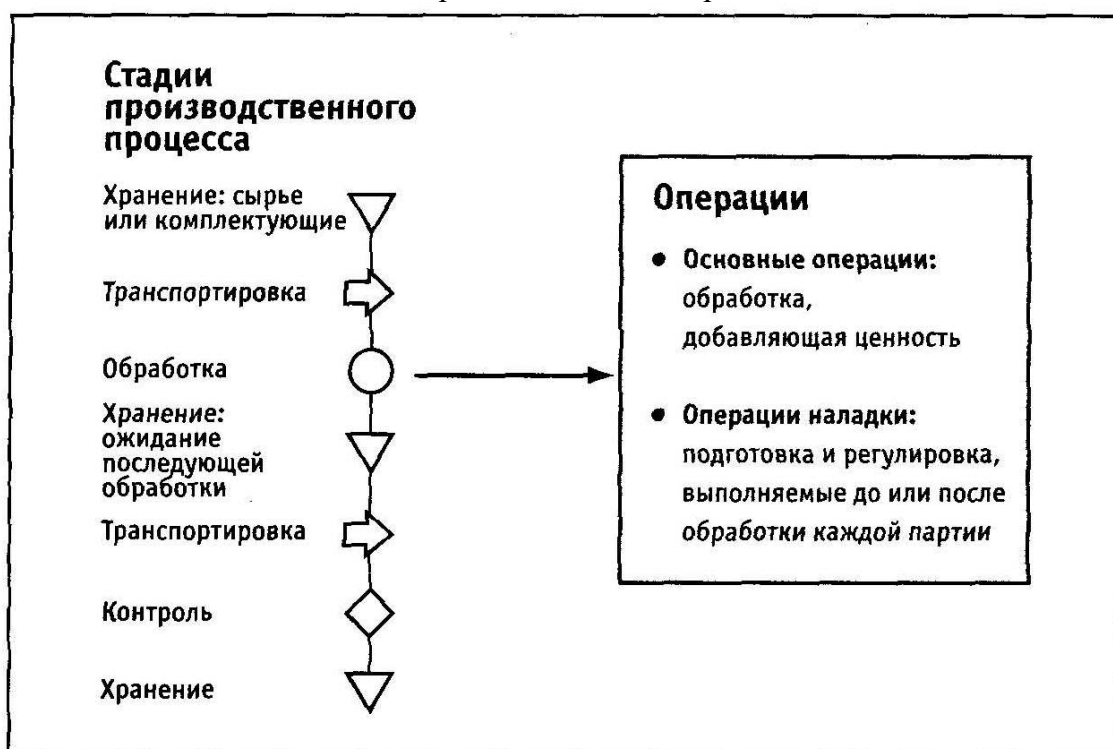 Стадии
производственного
процесса
Хранение: сырье
или комплектующие
Транспортировка
Обработка
Хранение:
ожидание
последующей
обработки
Транспортировка
Контроль
Хранение
Операции
• Основные операции:
обработка,
добавляющая ценность
• Операции наладки:
подготовка и регулировка,
выполняемые до или после
обработки каждой партии